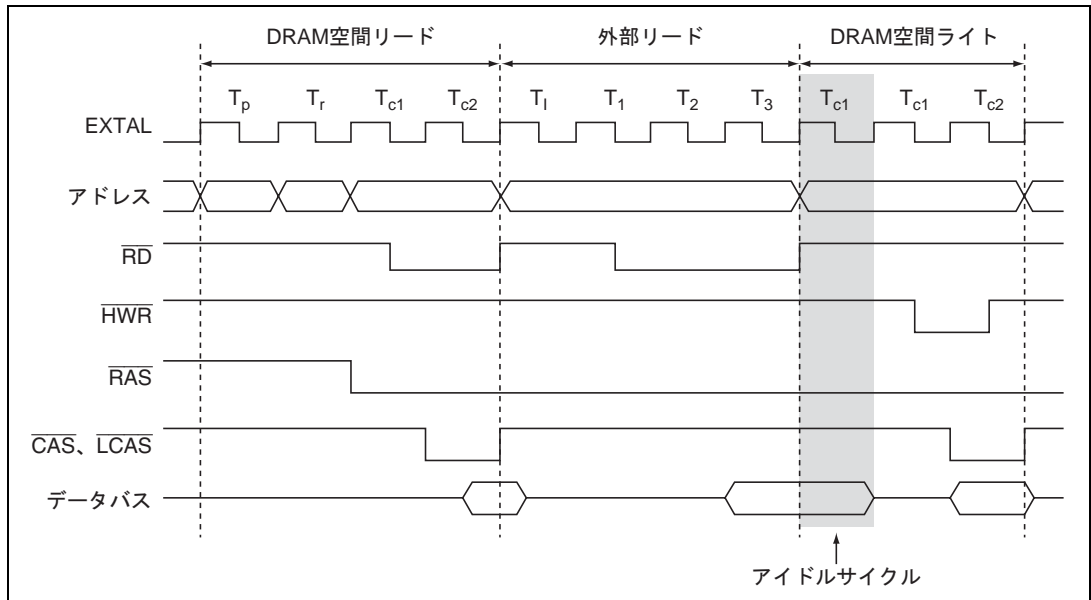 DRAM空間リード 外部リード DRAM空間ライト
Tp Tr Tc1 Tc2 TI T1 T2 T3 Tc1 Tc1 Tc2
EXTAL
アドレス
RD
HWR
RAS
CAS、LCAS
データバス
アイドルサイクル